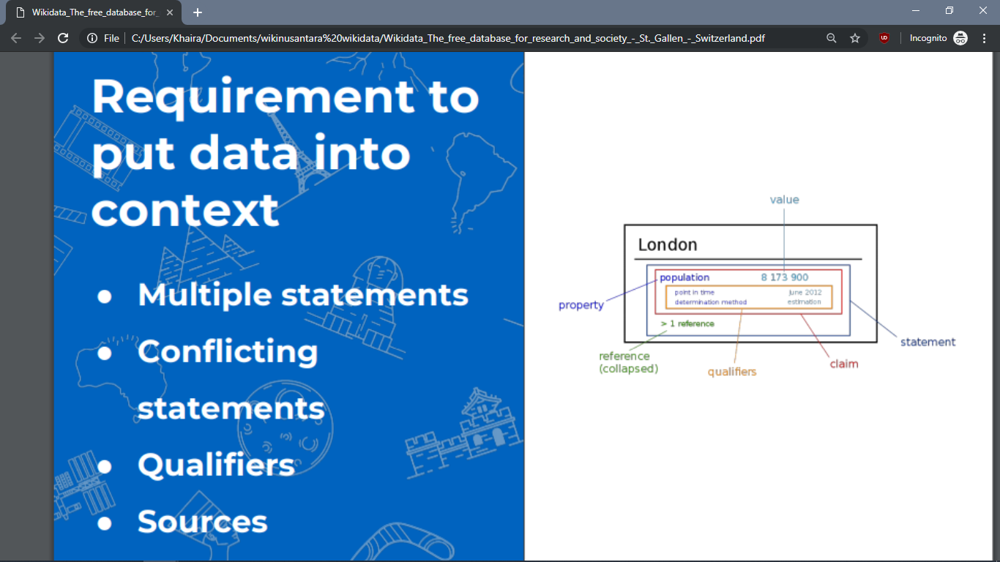 Wikidata_The_free_database_for_
File
C:/Users/Khaira/Documents/wikinusantara%20wikidata/Wikidata_The_free_database_for_research_and_society_-_St._Gallen_-_Switzerland.pdf
Incognito
Requirement to
put data into
context
● Multiple statements
● Conflicting
statements
● Qualifiers
● Sources
value
London
population 8 173 900
point in time June 2012
determination method estimation
> 1 reference
property
statement
reference
(collapsed)
qualifiers
claim